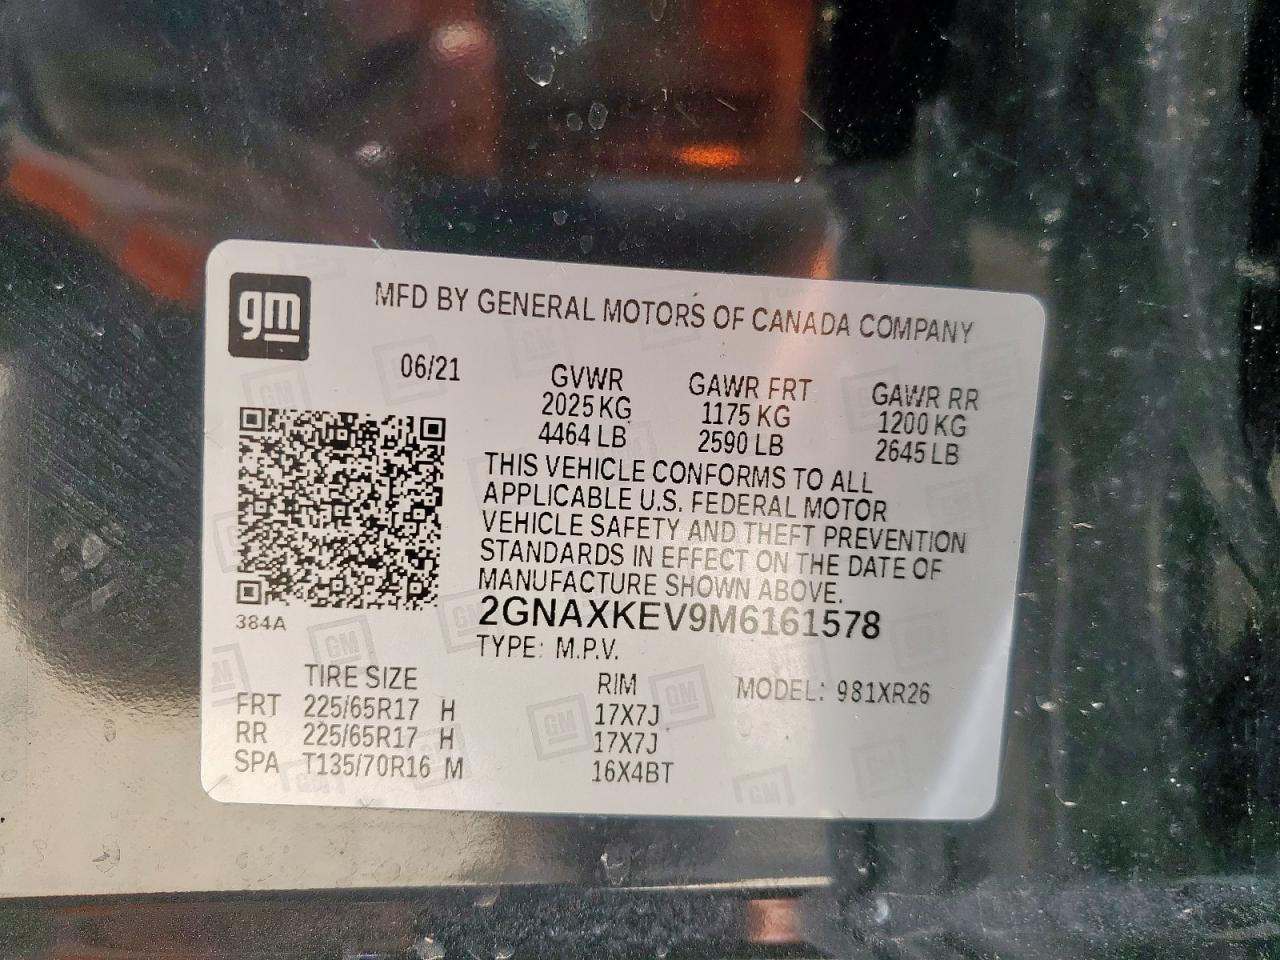 gm
MFD BY GENERAL MOTORS OF CANADA COMPANY
06/21 GVWR GAWR FRT GAWR RR
2025 KG 1175 KG 1200 KG
4464 LB 2590 LB 2645 LB
THIS VEHICLE CONFORMS TO ALL
APPLICABLE U.S. FEDERAL MOTOR
VEHICLE SAFETY AND THEFT PREVENTION
STANDARDS IN EFFECT ON THE DATE OF
MANUFACTURE SHOWN ABOVE.
384A
2GNAXKEV9M6161578
TYPE: M.P.V.
TIRE SIZE RIM MODEL: 981XR26
FRT 225/65R17 H 17X7J
RR 225/65R17 H 17X7J
SPA T135/70R16 M 16X4BT